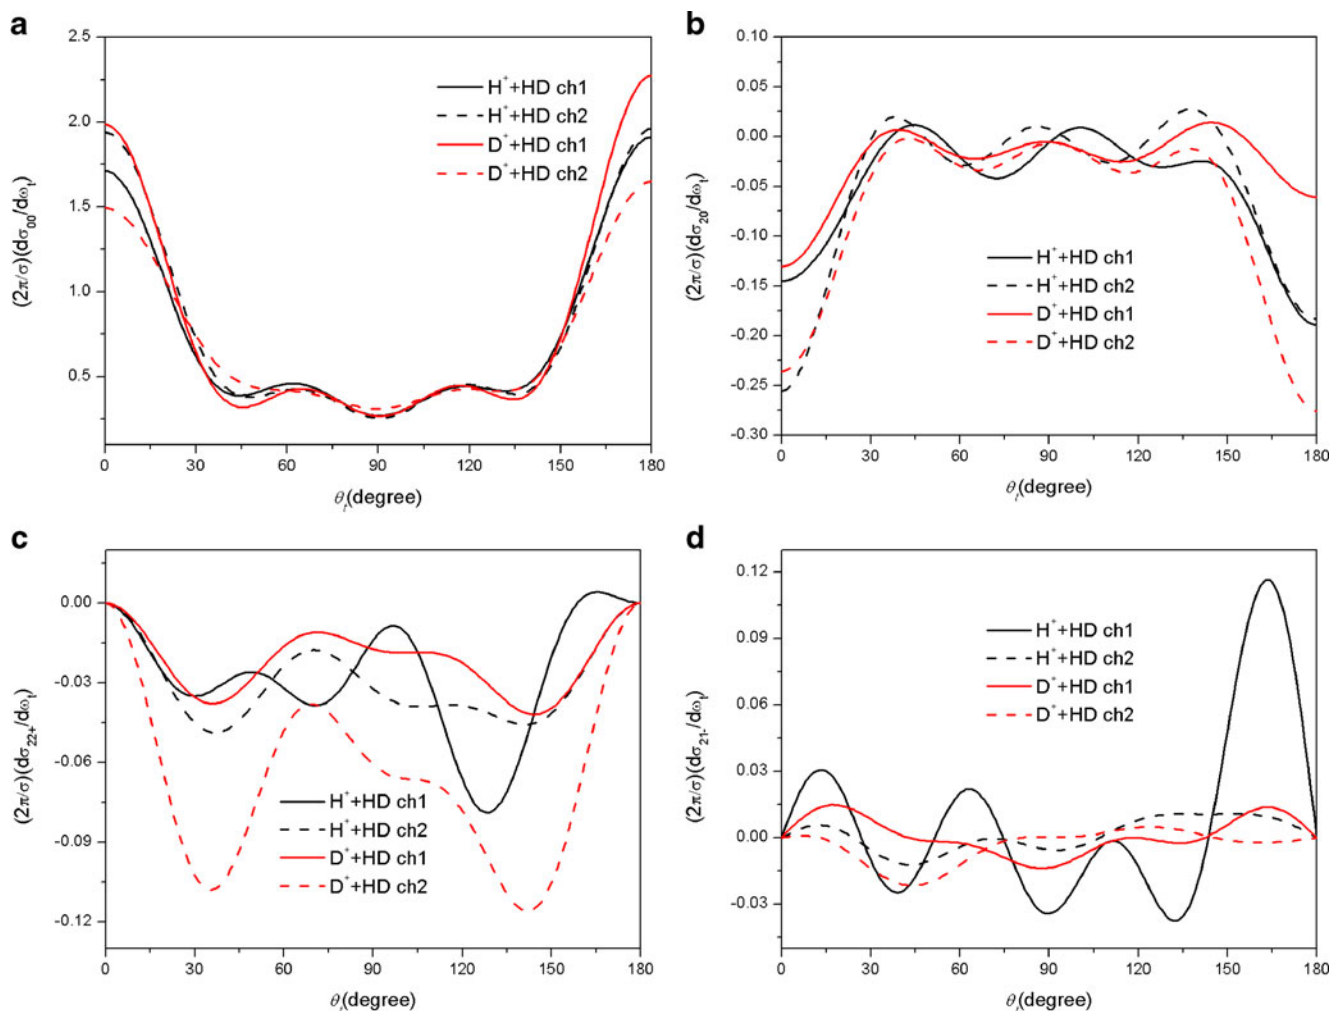 a
2.5
2.0
1.5
1.0
0.5
(2π/σ)(dσ00/dωt)
H++HD ch1
H++HD ch2
D++HD ch1
D++HD ch2
0 30 60 90 120 150 180
θt(degree)
b
0.10
0.05
0.00
-0.05
-0.10
-0.15
-0.20
-0.25
-0.30
(2π/σ)(dσ20/dωt)
H++HD ch1
H++HD ch2
D++HD ch1
D++HD ch2
0 30 60 90 120 150 180
θt(degree)
c
0.00
-0.03
-0.06
-0.09
-0.12
(2π/σ)(dσ22+/dωt)
H++HD ch1
H++HD ch2
D++HD ch1
D++HD ch2
0 30 60 90 120 150 180
θt(degree)
d
0.12
0.09
0.06
0.03
0.00
-0.03
(2π/σ)(dσ21-/dωt)
H++HD ch1
H++HD ch2
D++HD ch1
D++HD ch2
0 30 60 90 120 150 180
θt(degree)